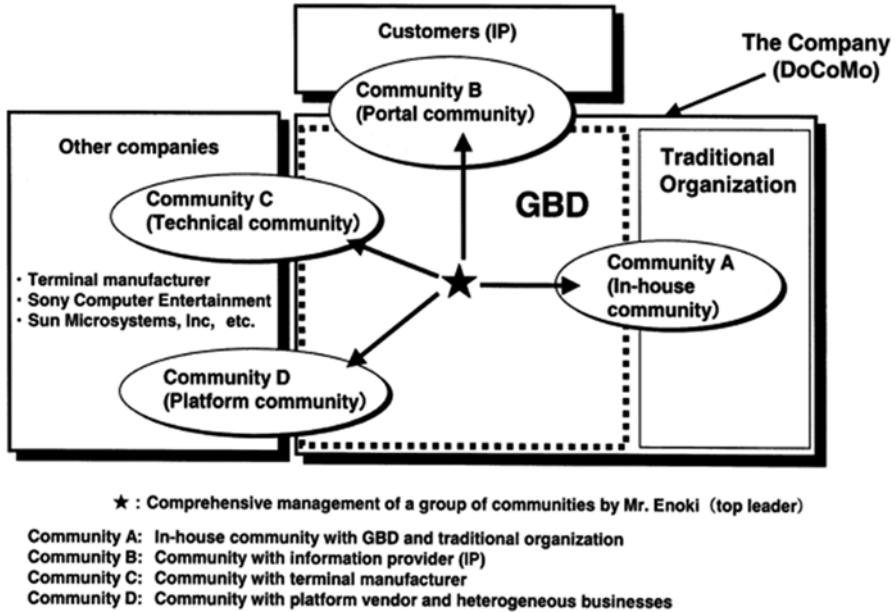 Customers (IP)
The Company
(DoCoMo)
Community B
(Portal community)
Other companies
Traditional
Organization
GBD
Community C
(Technical community)
Community A
(In-house
community)
・ Terminal manufacturer
・ Sony Computer Entertainment
・ Sun Microsystems, Inc, etc.
Community D
(Platform community)
★ : Comprehensive management of a group of communities by Mr. Enoki (top leader)
Community A: In-house community with GBD and traditional organization
Community B: Community with information provider (IP)
Community C: Community with terminal manufacturer
Community D: Community with platform vendor and heterogeneous businesses